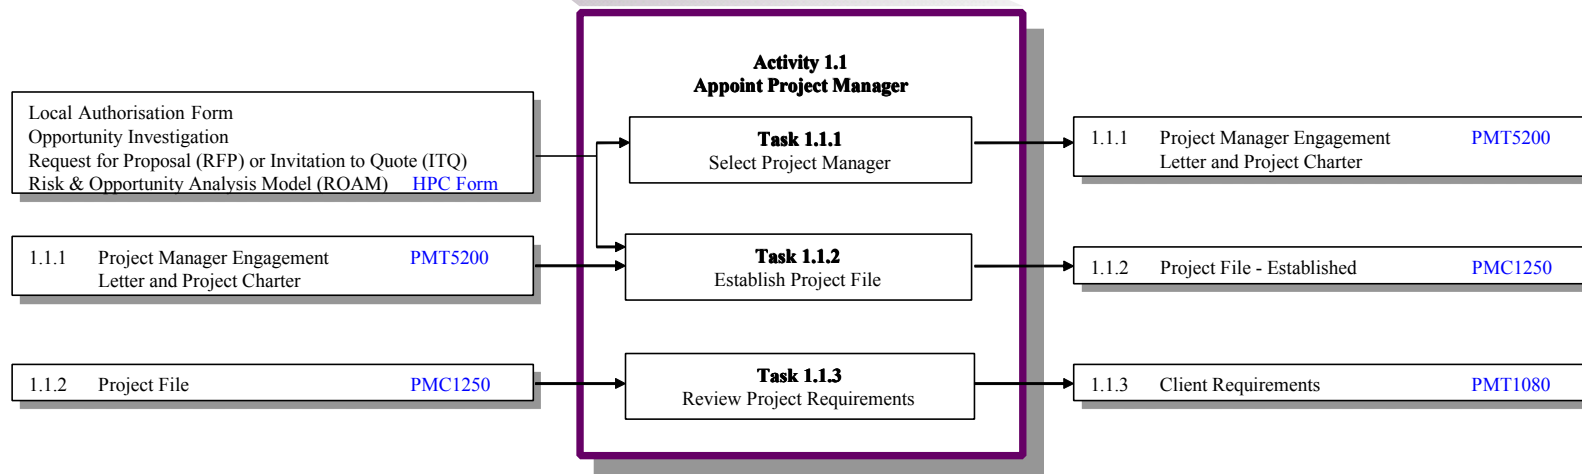 Activity 1.1
Appoint Project Manager
Local Authorisation Form
Opportunity Investigation
Request for Proposal (RFP) or Invitation to Quote (ITQ)
Risk & Opportunity Analysis Model (ROAM) HPC Form
Task 1.1.1
Select Project Manager
1.1.1 Project Manager Engagement PMT5200
Letter and Project Charter
1.1.1 Project Manager Engagement PMT5200
Letter and Project Charter
Task 1.1.2
Establish Project File
1.1.2 Project File - Established PMC1250
1.1.2 Project File PMC1250
Task 1.1.3
Review Project Requirements
1.1.3 Client Requirements PMT1080